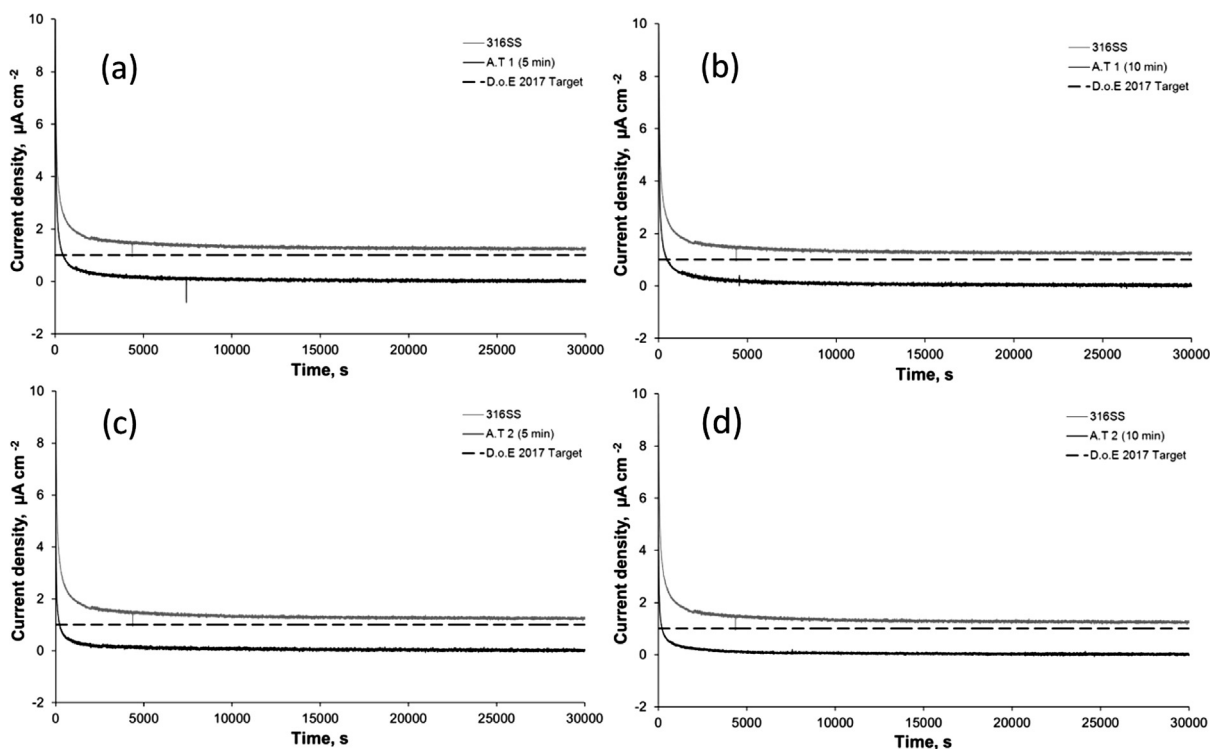 (a)
316SS
A.T 1 (5 min)
D.o.E 2017 Target
Current density, µA cm⁻²
10
8
6
4
2
0
-2
0 5000 10000 15000 20000 25000 30000
Time, s
(b)
316SS
A.T 1 (10 min)
D.o.E 2017 Target
Current density, µA cm⁻²
10
8
6
4
2
0
-2
0 5000 10000 15000 20000 25000 30000
Time, s
(c)
316SS
A.T 2 (5 min)
D.o.E 2017 Target
Current density, µA cm⁻²
10
8
6
4
2
0
-2
0 5000 10000 15000 20000 25000 30000
Time, s
(d)
316SS
A.T 2 (10 min)
D.o.E 2017 Target
Current density, µA cm⁻²
10
8
6
4
2
0
-2
0 5000 10000 15000 20000 25000 30000
Time, s